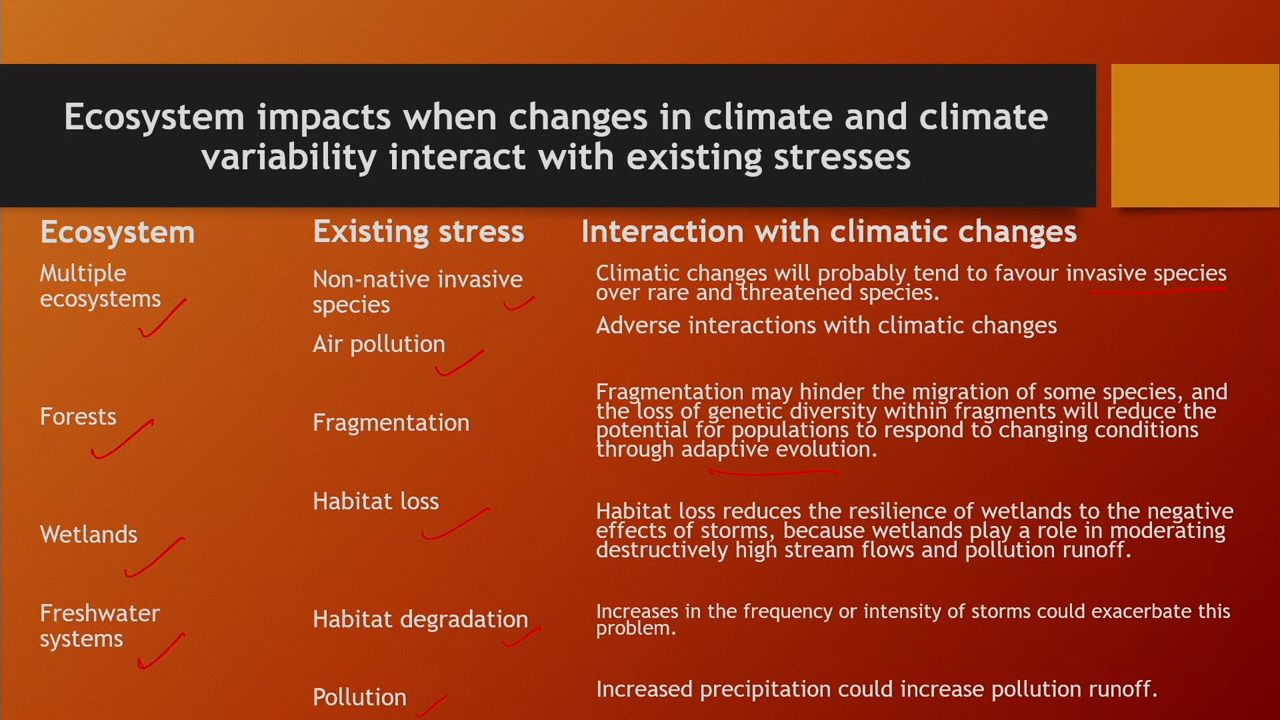 Ecosystem impacts when changes in climate and climate
variability interact with existing stresses
Ecosystem
Existing stress
Interaction with climatic changes
Multiple
ecosystems
Non-native invasive
species
Climatic changes will probably tend to favour invasive species
over rare and threatened species.
Air pollution
Adverse interactions with climatic changes
Forests
Fragmentation
Fragmentation may hinder the migration of some species, and
the loss of genetic diversity within fragments will reduce the
potential for populations to respond to changing conditions
through adaptive evolution.
Wetlands
Habitat loss
Habitat loss reduces the resilience of wetlands to the negative
effects of storms, because wetlands play a role in moderating
destructively high stream flows and pollution runoff.
Freshwater
systems
Habitat degradation
Increases in the frequency or intensity of storms could exacerbate this
problem.
Pollution
Increased precipitation could increase pollution runoff.